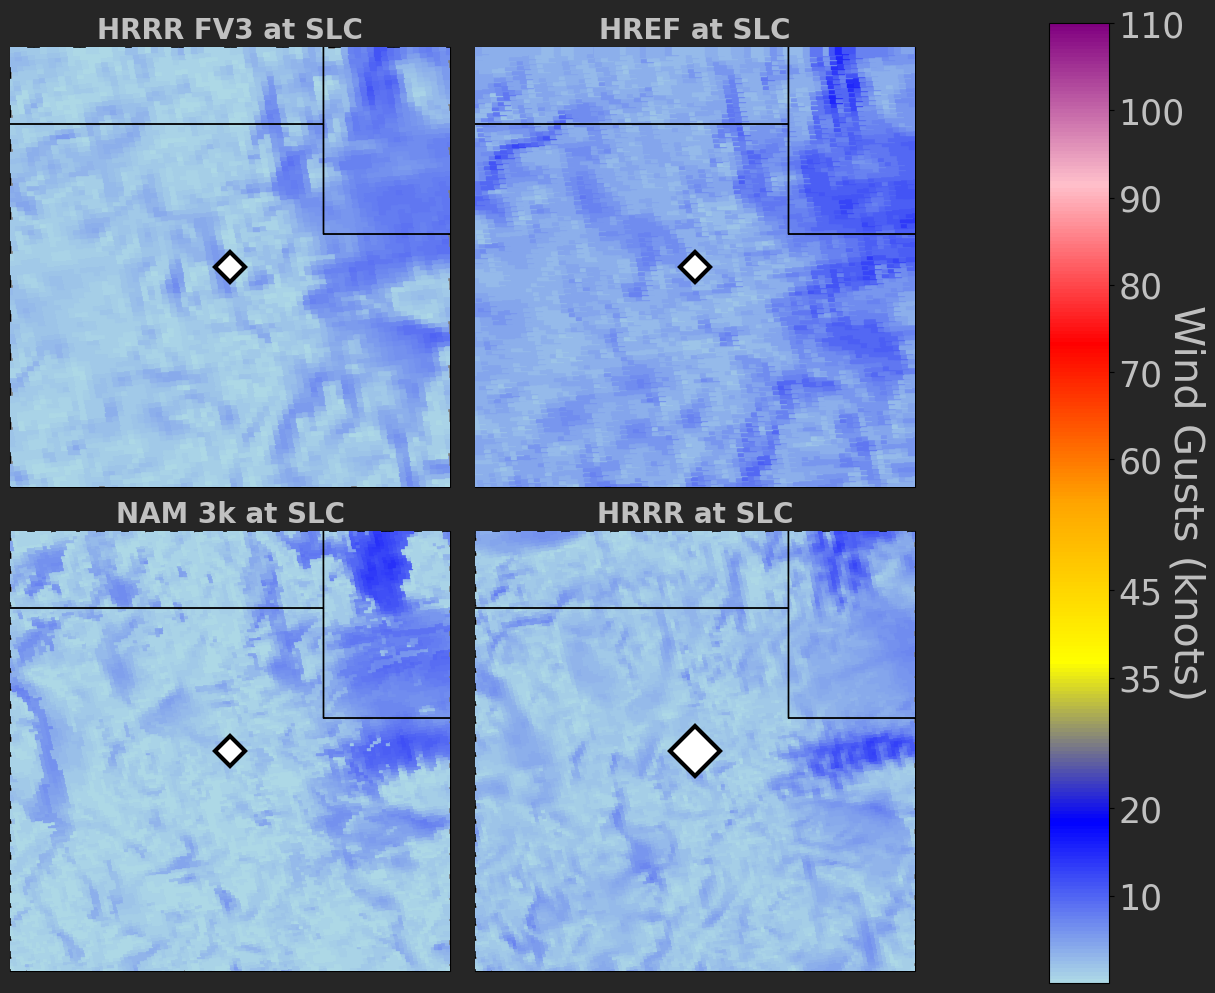 HRRR FV3 at SLC
HREF at SLC
NAM 3k at SLC
HRRR at SLC
110
100
90
80
70
60
45
35
20
10
Wind Gusts (knots)